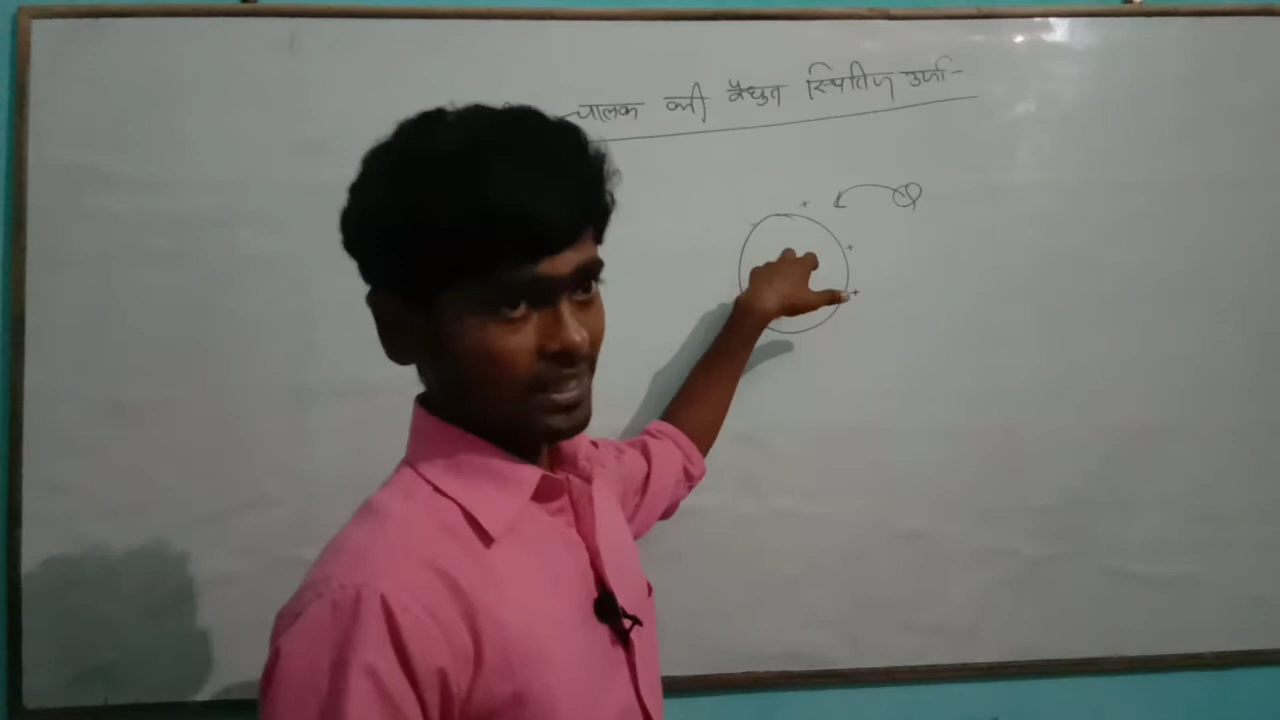 चालक की वैधुत स्थितिज उर्जा-
+
+
+